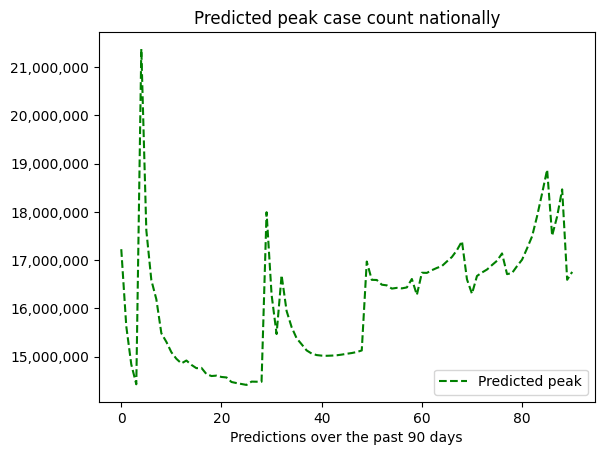 Predicted peak case count nationally
21,000,000
20,000,000
19,000,000
18,000,000
17,000,000
16,000,000
15,000,000
Predicted peak
0 20 40 60 80
Predictions over the past 90 days